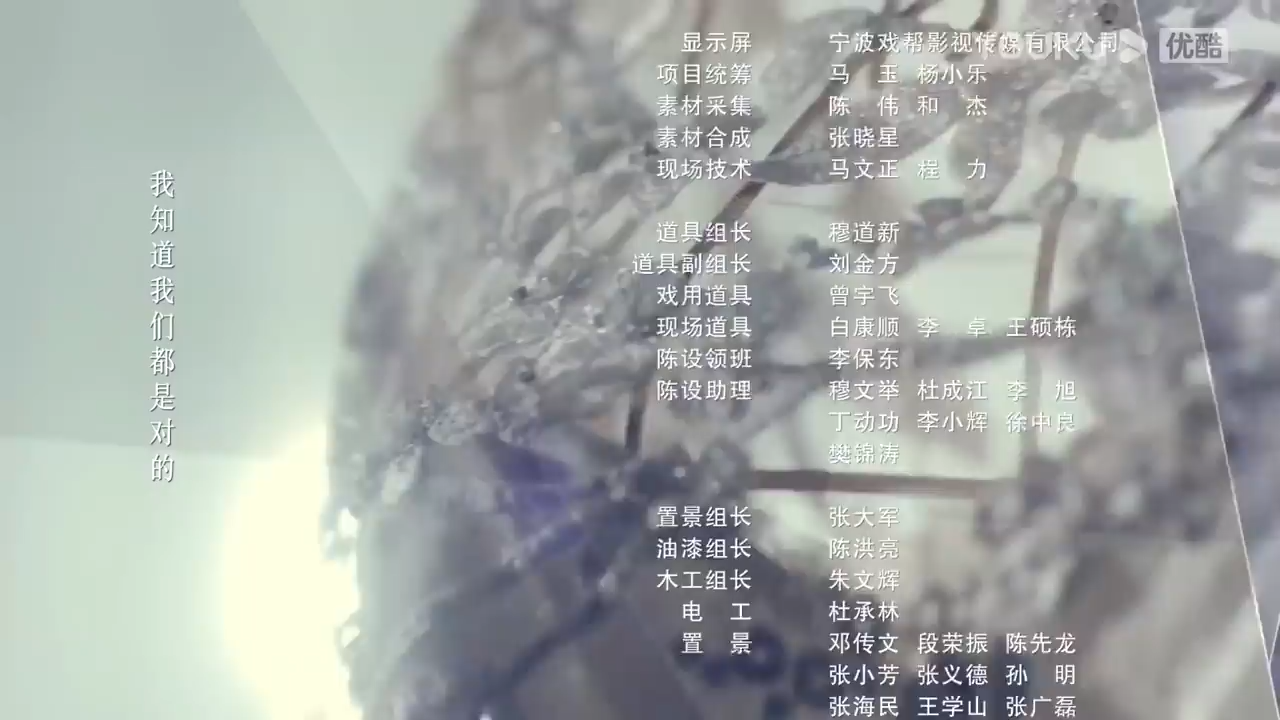 我知道我们都是对的
显示屏 宁波戏帮影视传媒有限公司
项目统筹 马 玉 杨小乐
素材采集 陈 伟 和 杰
素材合成 张晓星
现场技术 马文正 程 力
道具组长 穆道新
道具副组长 刘金方
戏用道具 曾宇飞
现场道具 白康顺 李 卓 王硕栋
陈设领班 李保东
陈设助理 穆文举 杜成江 李 旭
丁动功 李小辉 徐中良
樊锦涛
置景组长 张大军
油漆组长 陈洪亮
木工组长 朱文辉
电 工 杜承林
置 景 邓传文 段荣振 陈先龙
张小芳 张义德 孙 明
张海民 王学山 张广磊
YOUKU 优酷